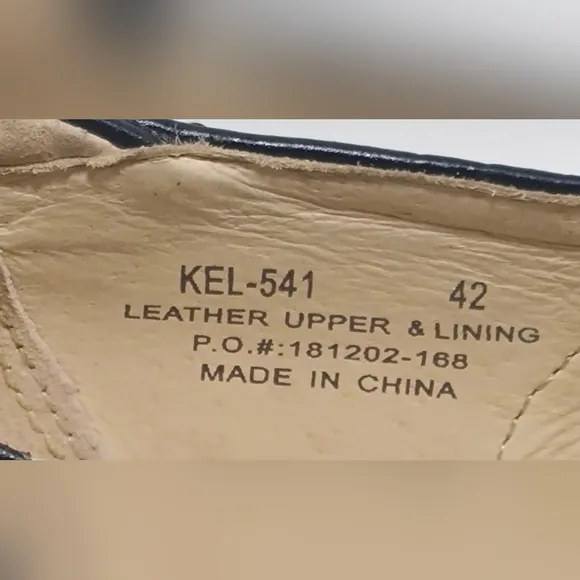 KEL-541 42
LEATHER UPPER & LINING
P.O.#:181202-168
MADE IN CHINA